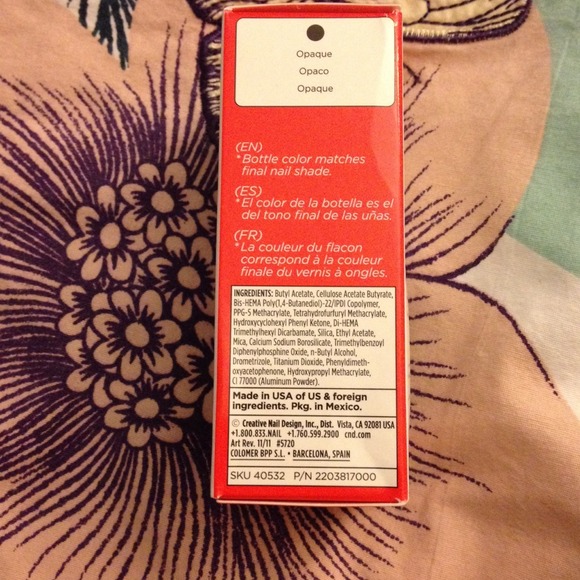 Opaque
Opaco
Opaque
(EN)
*Bottle color matches
final nail shade.
(ES)
*El color de la botella es el
del tono final de las uñas.
(FR)
*La couleur du flacon
correspond à la couleur
finale du vernis à ongles.
INGREDIENTS: Butyl Acetate, Cellulose Acetate Butyrate,
Bis-HEMA Poly(1,4-Butanediol)-22/IPDI Copolymer,
PPG-5 Methacrylate, Tetrahydrofurfuryl Methacrylate,
Hydroxycyclohexyl Phenyl Ketone, Di-HEMA
Trimethylhexyl Dicarbamate, Silica, Ethyl Acetate,
Mica, Calcium Sodium Borosilicate, Trimethylbenzoyl
Diphenylphosphine Oxide, n-Butyl Alcohol,
Drometrizole, Titanium Dioxide, Phenyldimeth-
oxyacetophenone, Hydroxypropyl Methacrylate,
CI 77000 (Aluminum Powder).
Made in USA of US & foreign
ingredients. Pkg. in Mexico.
© Creative Nail Design, Inc., Dist. Vista, CA 92081 USA
+1.800.833.NAIL +1.760.599.2900 cnd.com
Art Rev. 11/11 #5720
COLOMER BPP S.L. • BARCELONA, SPAIN
SKU 40532 P/N 2203817000